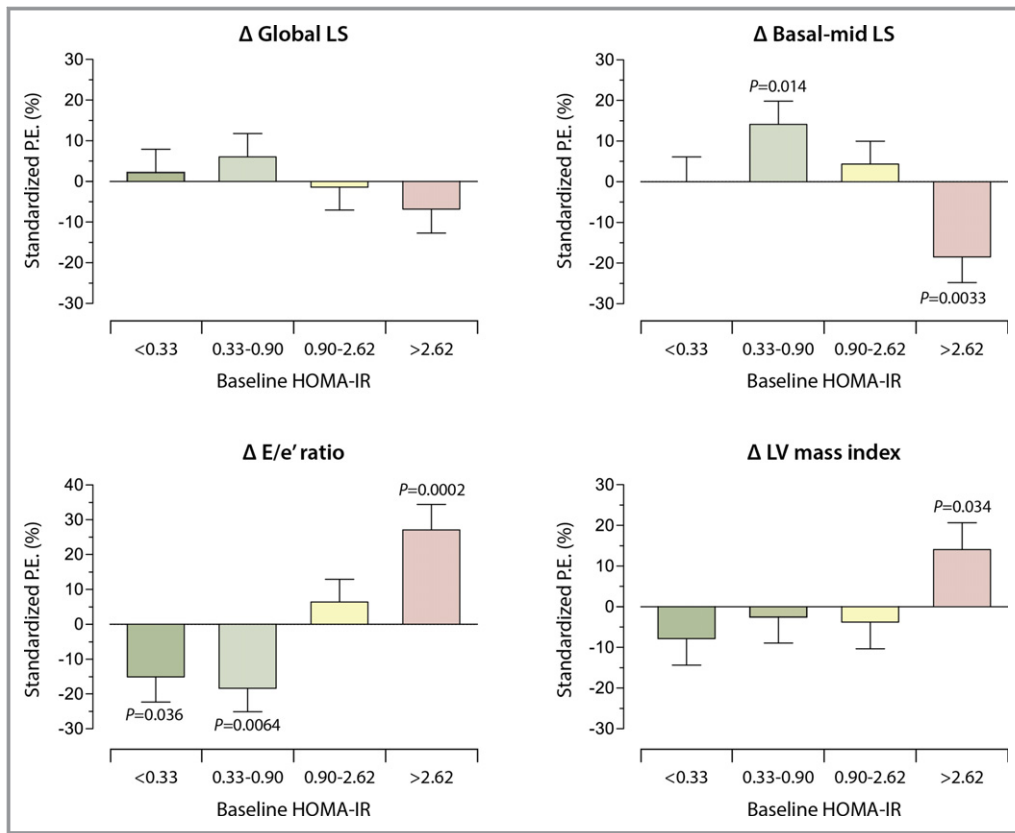 Δ Global LS
Standardized P.E. (%)
30
20
10
0
-10
-20
-30
<0.33 0.33-0.90 0.90-2.62 >2.62
Baseline HOMA-IR
Δ Basal-mid LS
Standardized P.E. (%)
30
20
10
0
-10
-20
-30
P=0.014
P=0.0033
<0.33 0.33-0.90 0.90-2.62 >2.62
Baseline HOMA-IR
Δ E/e’ ratio
Standardized P.E. (%)
40
30
20
10
0
-10
-20
-30
P=0.0002
P=0.036
P=0.0064
<0.33 0.33-0.90 0.90-2.62 >2.62
Baseline HOMA-IR
Δ LV mass index
Standardized P.E. (%)
30
20
10
0
-10
-20
-30
P=0.034
<0.33 0.33-0.90 0.90-2.62 >2.62
Baseline HOMA-IR